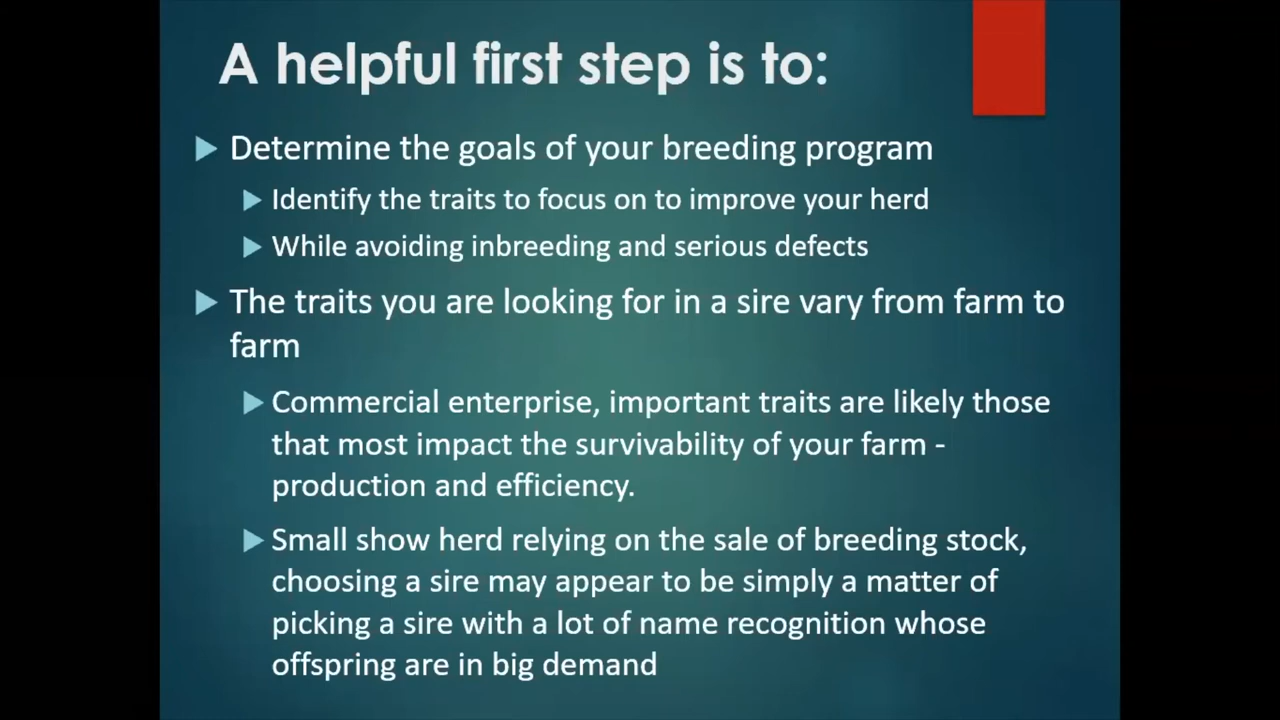 A helpful first step is to:
Determine the goals of your breeding program
Identify the traits to focus on to improve your herd
While avoiding inbreeding and serious defects
The traits you are looking for in a sire vary from farm to
farm
Commercial enterprise, important traits are likely those
that most impact the survivability of your farm -
production and efficiency.
Small show herd relying on the sale of breeding stock,
choosing a sire may appear to be simply a matter of
picking a sire with a lot of name recognition whose
offspring are in big demand